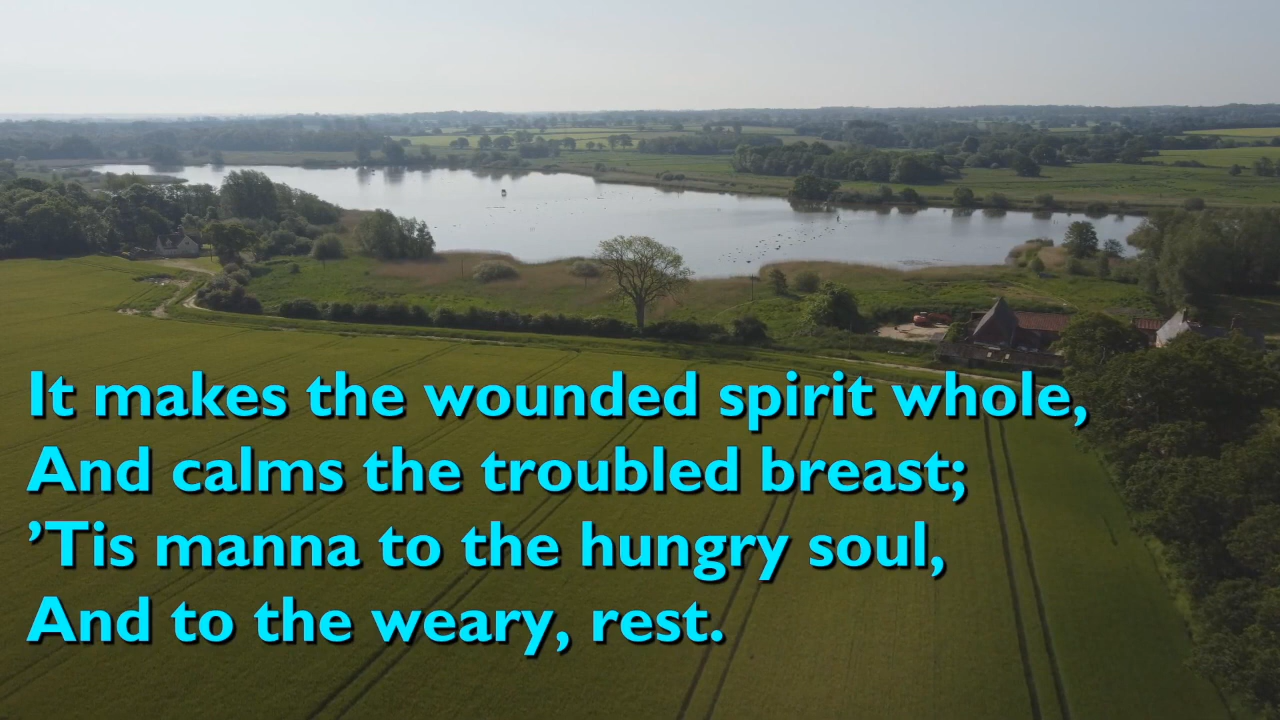 It makes the wounded spirit whole,
And calms the troubled breast;
’Tis manna to the hungry soul,
And to the weary, rest.